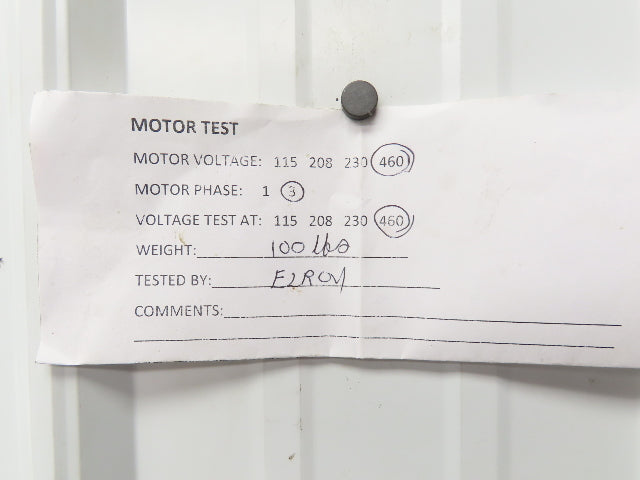 MOTOR TEST
MOTOR VOLTAGE: 115 208 230 460
MOTOR PHASE: 1 3
VOLTAGE TEST AT: 115 208 230 460
WEIGHT: 100 lbs
TESTED BY: ELROY
COMMENTS: